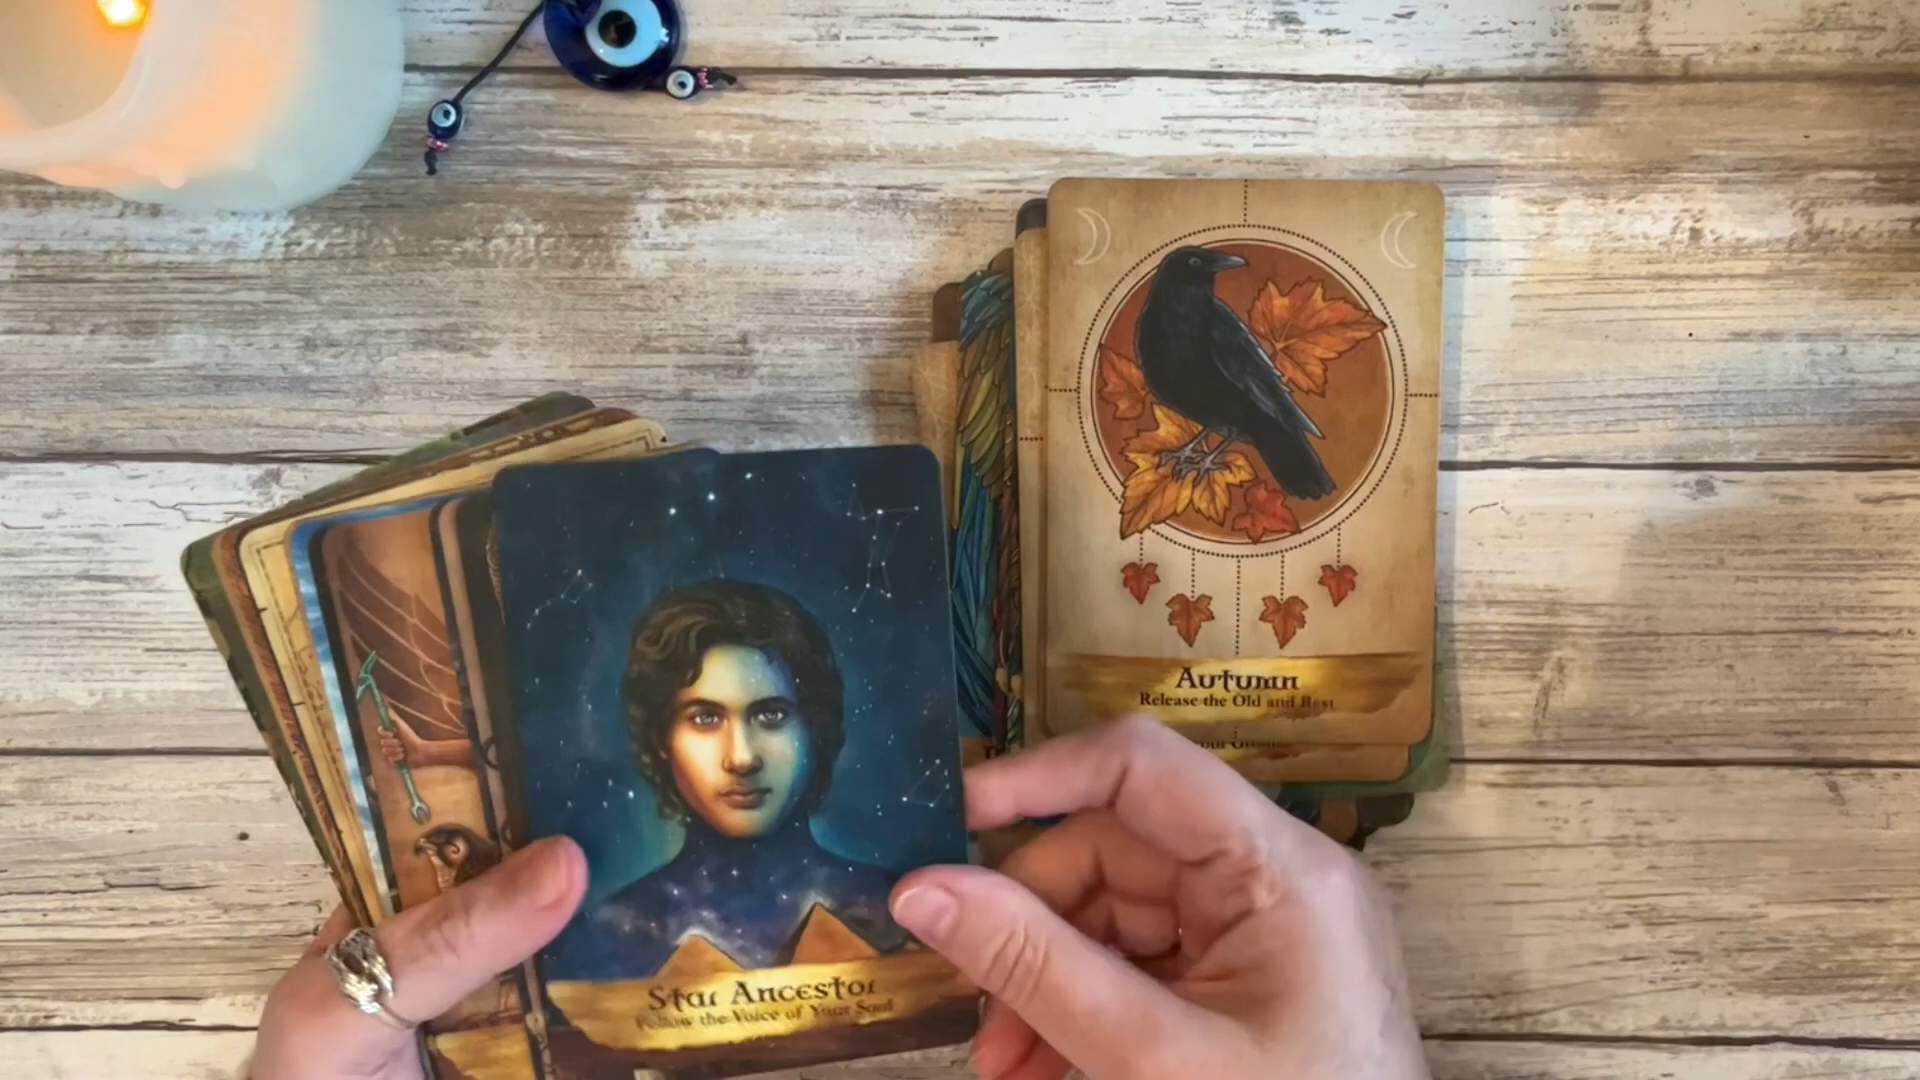 Autumn
Release the Old and Rest
Star Ancestor
Follow the Voice of Your Soul